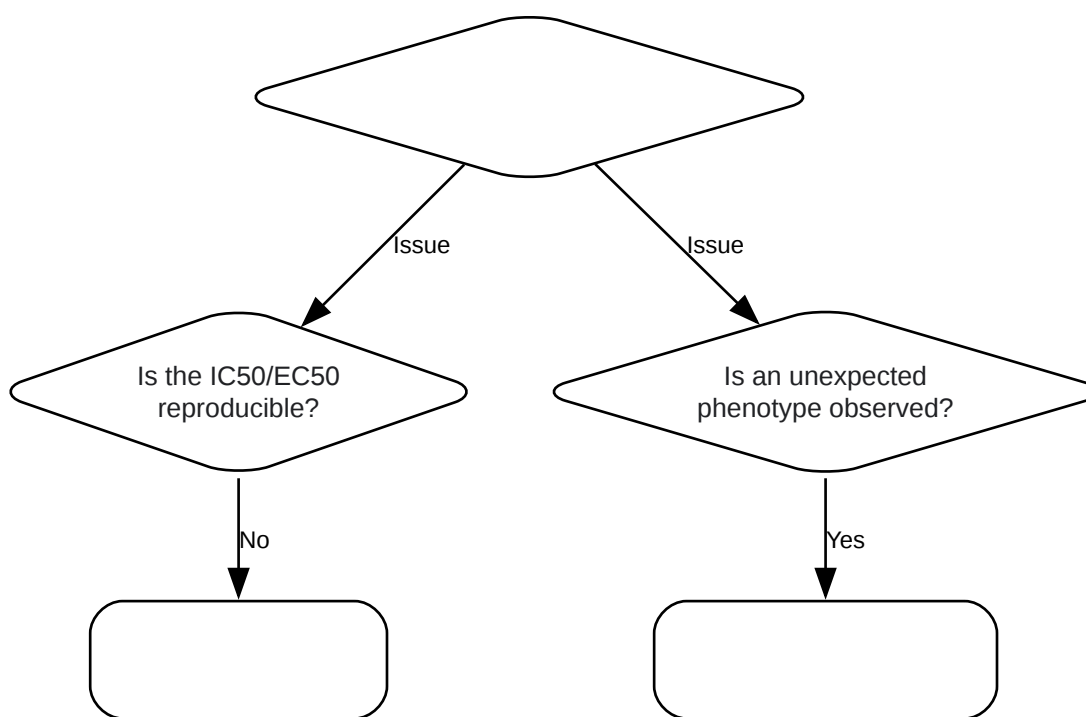 Issue
Issue
Is the IC50/EC50
reproducible?
Is an unexpected
phenotype observed?
No
Yes